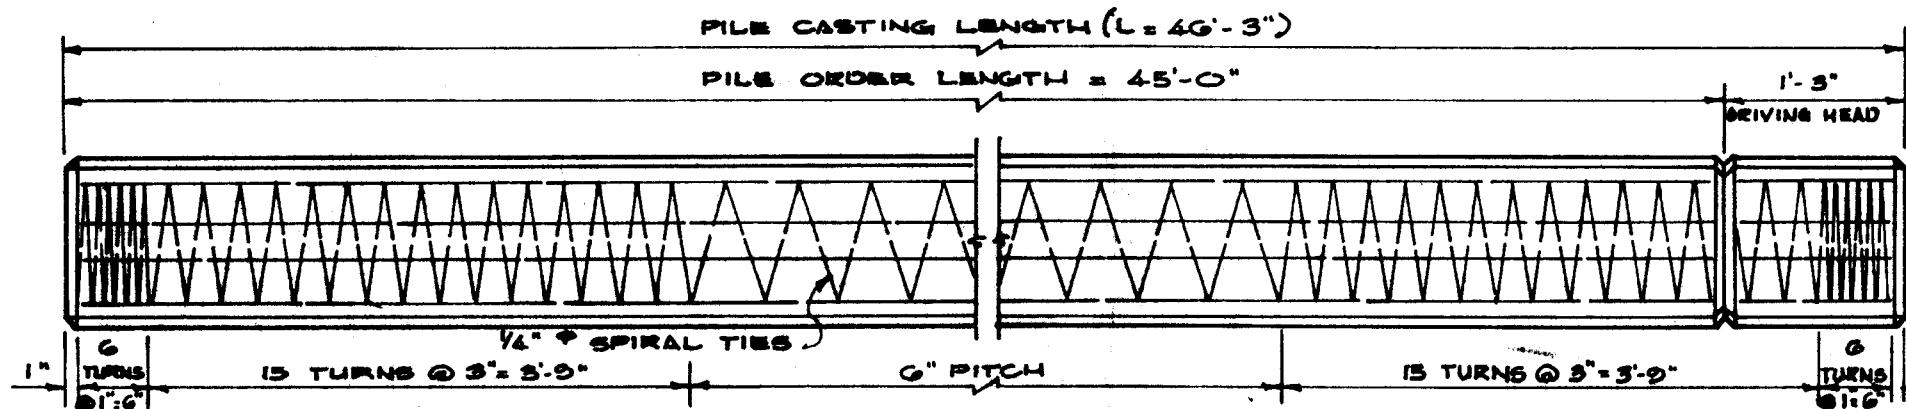 PILE CASTING LENGTH (L = 46'-3")
PILE ORDER LENGTH = 45'-0"
1'-3"
DRIVING HEAD
1/4" φ SPIRAL TIES
1"
6 TURNS @ 1"=6"
15 TURNS @ 3" = 3'-9"
6" PITCH
15 TURNS @ 3" = 3'-9"
6 TURNS @ 1=6"